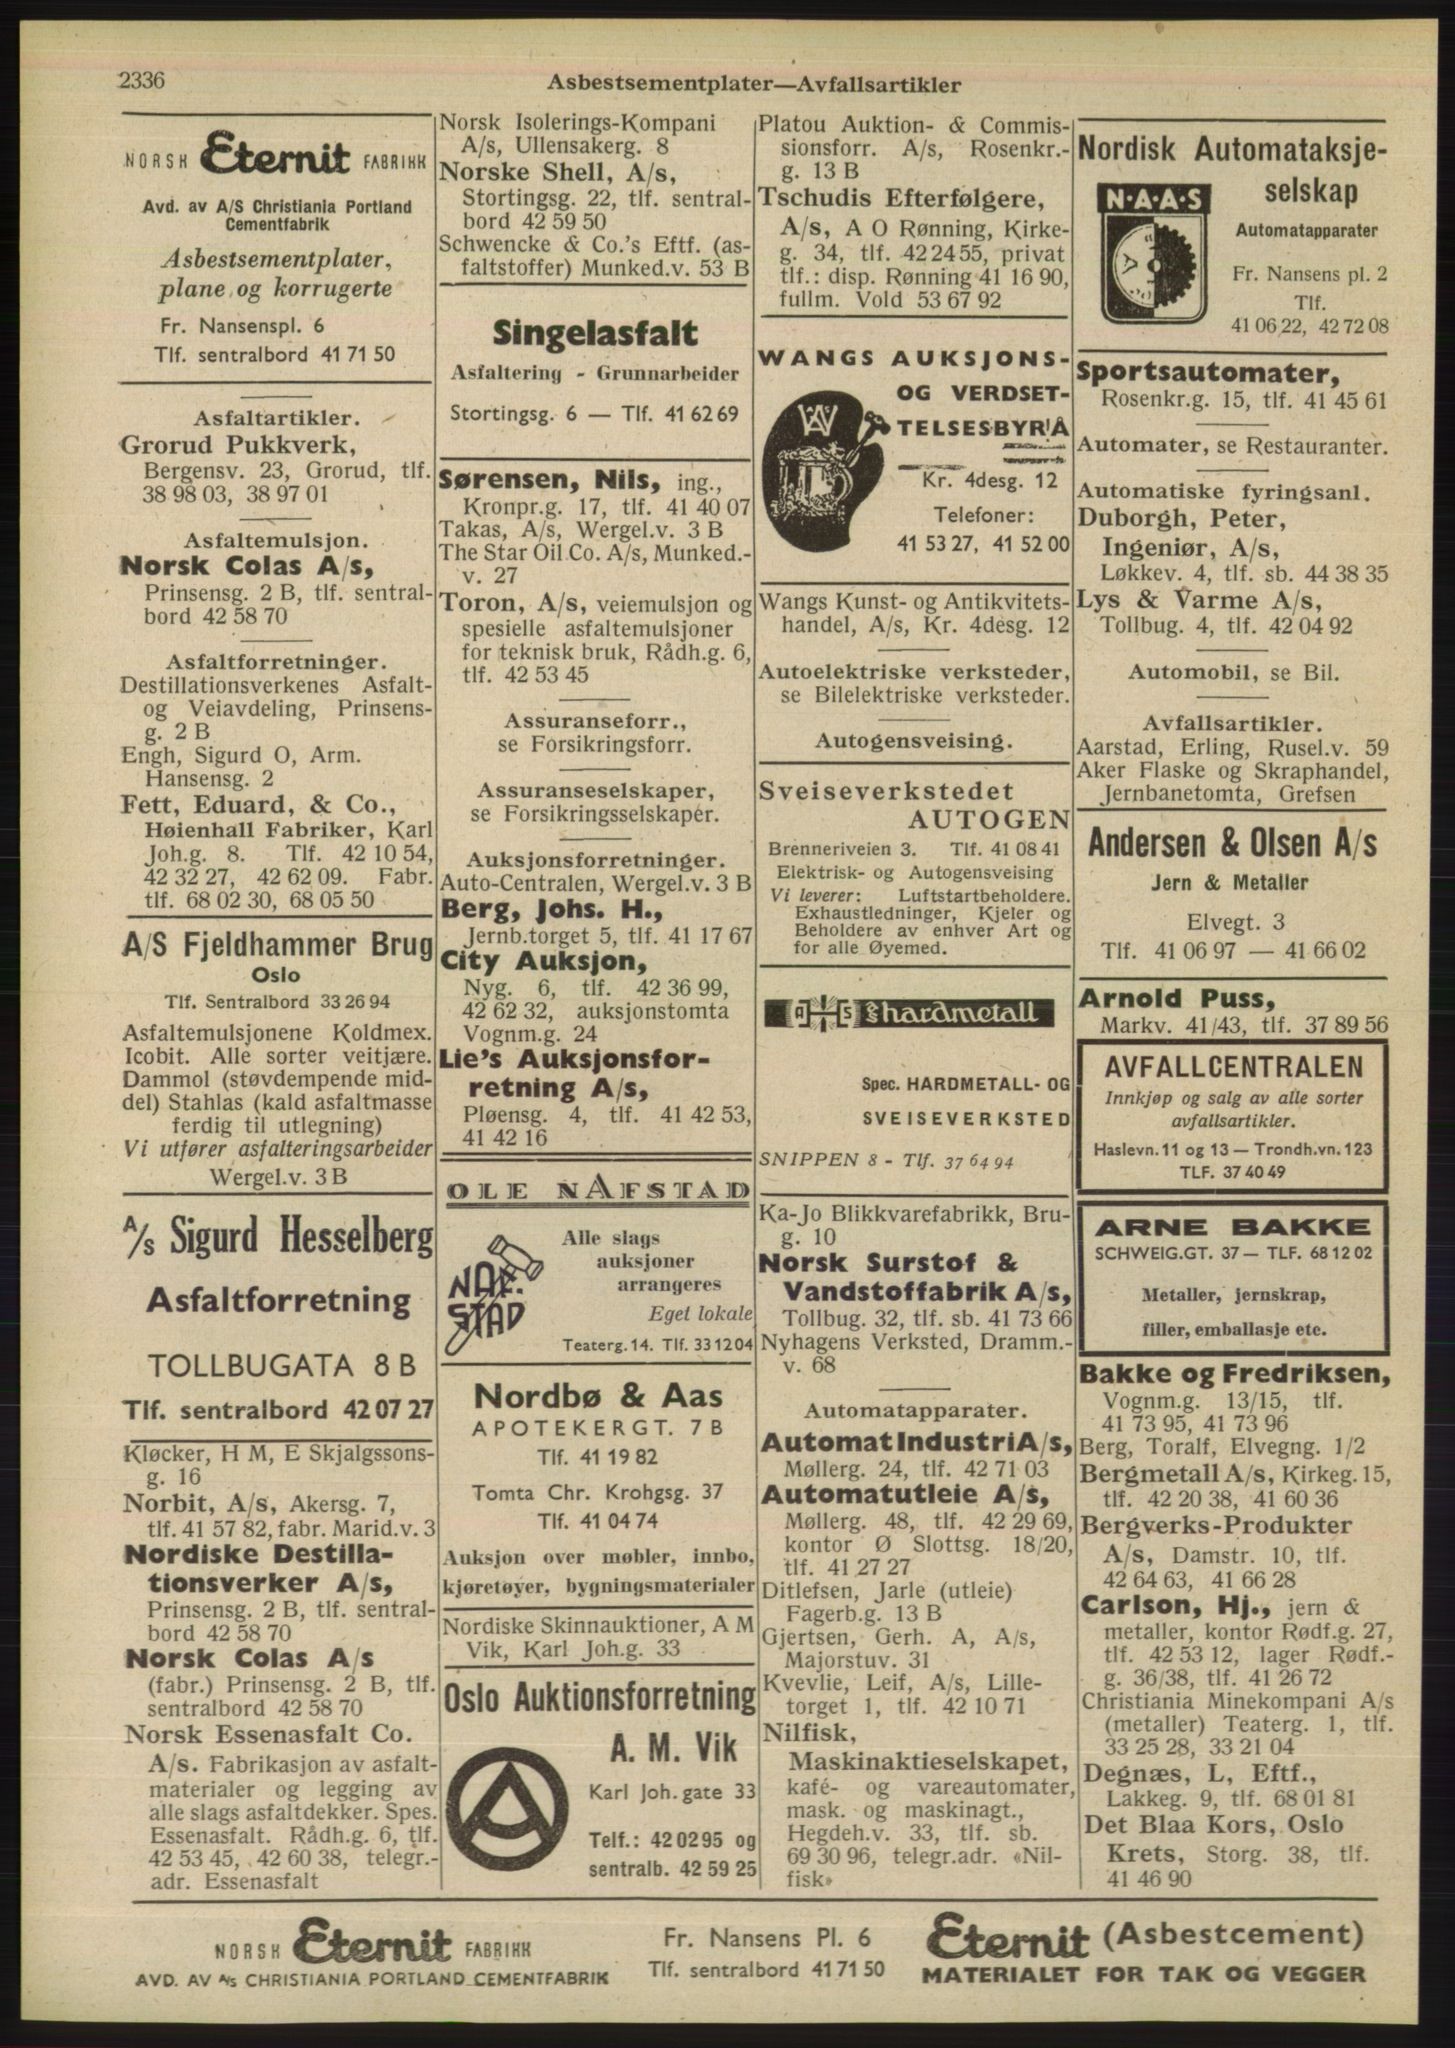 2336
Asbestsementplater—Avfallsartikler
NORSK Eternit FABRIKK
Avd. av A/S Christiania Portland
Cementfabrik
Asbestsementplater,
plane og korrugerte
Fr. Nansenspl. 6
Tlf. sentralbord 41 71 50
Asfaltartikler.
Grorud Pukkverk,
Bergensv. 23, Grorud, tlf.
38 98 03, 38 97 01
Asfaltemulsjon.
Norsk Colas A/s,
Prinsensg. 2 B, tlf. sentral-
bord 42 58 70
Asfaltforretninger.
Destillationsverkenes Asfalt-
og Veiavdeling, Prinsens-
g. 2 B
Engh, Sigurd O, Arm.
Hansensg. 2
Fett, Eduard, & Co.,
Høienhall Fabriker, Karl
Joh.g. 8. Tlf. 42 10 54,
42 32 27, 42 62 09. Fabr.
tlf. 68 02 30, 68 05 50
A/S Fjeldhammer Brug
Oslo
Tlf. Sentralbord 33 26 94
Asfaltemulsjonene Koldmex.
Icobit. Alle sorter veitjære.
Dammol (støvdempende mid-
del) Stahlas (kald asfaltmasse
ferdig til utlegning)
Vi utfører asfalteringsarbeider
Wergel.v. 3 B
A/s Sigurd Hesselberg
Asfaltforretning
TOLLBUGATA 8 B
Tlf. sentralbord 42 07 27
Kløcker, H M, E Skjalgssons-
g. 16
Norbit, A/s, Akersg. 7,
tlf. 41 57 82, fabr. Marid.v. 3
Nordiske Destilla-
tionsverker A/s,
Prinsensg. 2 B, tlf. sentral-
bord 42 58 70
Norsk Colas A/s
(fabr.) Prinsensg. 2 B, tlf.
sentralbord 42 58 70
Norsk Essenasfalt Co.
A/s. Fabrikasjon av asfalt-
materialer og legging av
alle slags asfaltdekker. Spes.
Essenasfalt. Rådh.g. 6, tlf.
42 53 45, 42 60 38, telegr.-
adr. Essenasfalt
Norsk Isolerings-Kompani
A/s, Ullensakerg. 8
Norske Shell, A/s,
Stortingsg. 22, tlf. sentral-
bord 42 59 50
Schwencke & Co.'s Eftf. (as-
faltstoffer) Munked.v. 53 B
Singelasfalt
Asfaltering - Grunnarbeider
Stortingsg. 6 — Tlf. 41 62 69
Sørensen, Nils, ing.,
Kronpr.g. 17, tlf. 41 40 07
Takas, A/s, Wergel.v. 3 B
The Star Oil Co. A/s, Munked.-
v. 27
Toron, A/s, veiemulsjon og
spesielle asfaltemulsjoner
for teknisk bruk, Rådh.g. 6,
tlf. 42 53 45
Assuranseforr.,
se Forsikringsforr.
Assuranseselskaper,
se Forsikringsselskaper.
Auksjonsforretninger.
Auto-Centralen, Wergel.v. 3 B
Berg, Johs. H.,
Jernb.torget 5, tlf. 41 17 67
City Auksjon,
Nyg. 6, tlf. 42 36 99,
42 62 32, auksjonstomta
Vognm.g. 24
Lie's Auksjonsfor-
retning A/s,
Pløensg. 4, tlf. 41 42 53,
41 42 16
OLE NAFSTAD
NAF.
STAD
Alle slags
auksjoner
arrangeres
Eget lokale
Teaterg. 14. Tlf. 33 12 04
Nordbø & Aas
APOTEKERGT. 7 B
Tlf. 41 19 82
Tomta Chr. Krohgsg. 37
Tlf. 41 04 74
Auksjon over møbler, innbo,
kjøretøyer, bygningsmaterialer
Nordiske Skinnauktioner, A M
Vik, Karl Joh.g. 33
Oslo Auktionsforretning
A. M. Vik
Karl Joh. gate 33
Telf.: 42 02 95 og
sentralb. 42 59 25
A
Platou Auktion- & Commis-
sionsforr. A/s, Rosenkr.-
g. 13 B
Tschudis Efterfølgere,
A/s, A O Rønning, Kirke-
g. 34, tlf. 42 24 55, privat
tlf.: disp. Rønning 41 16 90,
fullm. Vold 53 67 92
WANGS AUKSJONS-
OG VERDSET-
TELSESBYRÅ
WA
Kr. 4desg. 12
Telefoner:
41 53 27, 41 52 00
Wangs Kunst- og Antikvitets-
handel, A/s, Kr. 4desg. 12
Autoelektriske verksteder,
se Bilelektriske verksteder.
Autogensveising.
Sveiseverkstedet
AUTOGEN
Brenneriveien 3. Tlf. 41 08 41
Elektrisk- og Autogensveising
Vi leverer: Luftstartbeholdere.
Exhaustledninger, Kjeler og
Beholdere av enhver Art og
for alle Øyemed.
A S hardmetall
Spec. HARDMETALL- OG
SVEISEVERKSTED
SNIPPEN 8 - Tlf. 37 64 94
Ka-Jo Blikkvarefabrikk, Bru-
g. 10
Norsk Surstof &
Vandstoffabrik A/s,
Tollbug. 32, tlf. sb. 41 73 66
Nyhagens Verksted, Dramm.-
v. 68
Automatapparater.
Automat Industri A/s,
Møllerg. 24, tlf. 42 71 03
Automatutleie A/s,
Møllerg. 48, tlf. 42 29 69,
kontor Ø Slottsg. 18/20,
tlf. 41 27 27
Ditlefsen, Jarle (utleie)
Fagerb.g. 13 B
Gjertsen, Gerh. A, A/s,
Majorstuv. 31
Kvevlie, Leif, A/s, Lille-
torget 1, tlf. 42 10 71
Nilfisk,
Maskinaktieselskapet,
kafé- og vareautomater,
mask. og maskinagt.,
Hegdeh.v. 33, tlf. sb.
69 30 96, telegr.adr. «Nil-
fisk»
Nordisk Automataksje-
selskap
N·A·A·S
A
Automatapparater
Fr. Nansens pl. 2
Tlf.
41 06 22, 42 72 08
Sportsautomater,
Rosenkr.g. 15, tlf. 41 45 61
Automater, se Restauranter.
Automatiske fyringsanl.
Duborgh, Peter,
Ingeniør, A/s,
Løkkev. 4, tlf. sb. 44 38 35
Lys & Varme A/s,
Tollbug. 4, tlf. 42 04 92
Automobil, se Bil.
Avfallsartikler.
Aarstad, Erling, Rusel.v. 59
Aker Flaske og Skraphandel,
Jernbanetomta, Grefsen
Andersen & Olsen A/s
Jern & Metaller
Elvegt. 3
Tlf. 41 06 97 — 41 66 02
Arnold Puss,
Markv. 41/43, tlf. 37 89 56
AVFALLCENTRALEN
Innkjøp og salg av alle sorter
avfallsartikler.
Haslevn. 11 og 13 — Trondh.vn. 123
TLF. 37 40 49
ARNE BAKKE
SCHWEIG.GT. 37 — TLF. 68 12 02
Metaller, jernskrap,
filler, emballasje etc.
Bakke og Fredriksen,
Vognm.g. 13/15, tlf.
41 73 95, 41 73 96
Berg, Toralf, Elvegng. 1/2
Bergmetall A/s, Kirkeg. 15,
tlf. 42 20 38, 41 60 36
Bergverks-Produkter
A/s, Damstr. 10, tlf.
42 64 63, 41 66 28
Carlson, Hj., jern &
metaller, kontor Rødf.g. 27,
tlf. 42 53 12, lager Rødf.-
g. 36/38, tlf. 41 26 72
Christiania Minekompani A/s
(metaller) Teaterg. 1, tlf.
33 25 28, 33 21 04
Degnæs, L, Eftf.,
Lakkeg. 9, tlf. 68 01 81
Det Blaa Kors, Oslo
Krets, Storg. 38, tlf.
41 46 90
NORSK Eternit FABRIKK
AVD. AV A/S CHRISTIANIA PORTLAND CEMENTFABRIK
Fr. Nansens Pl. 6
Tlf. sentralbord 41 71 50
Eternit (Asbestcement)
MATERIALET FOR TAK OG VEGGER